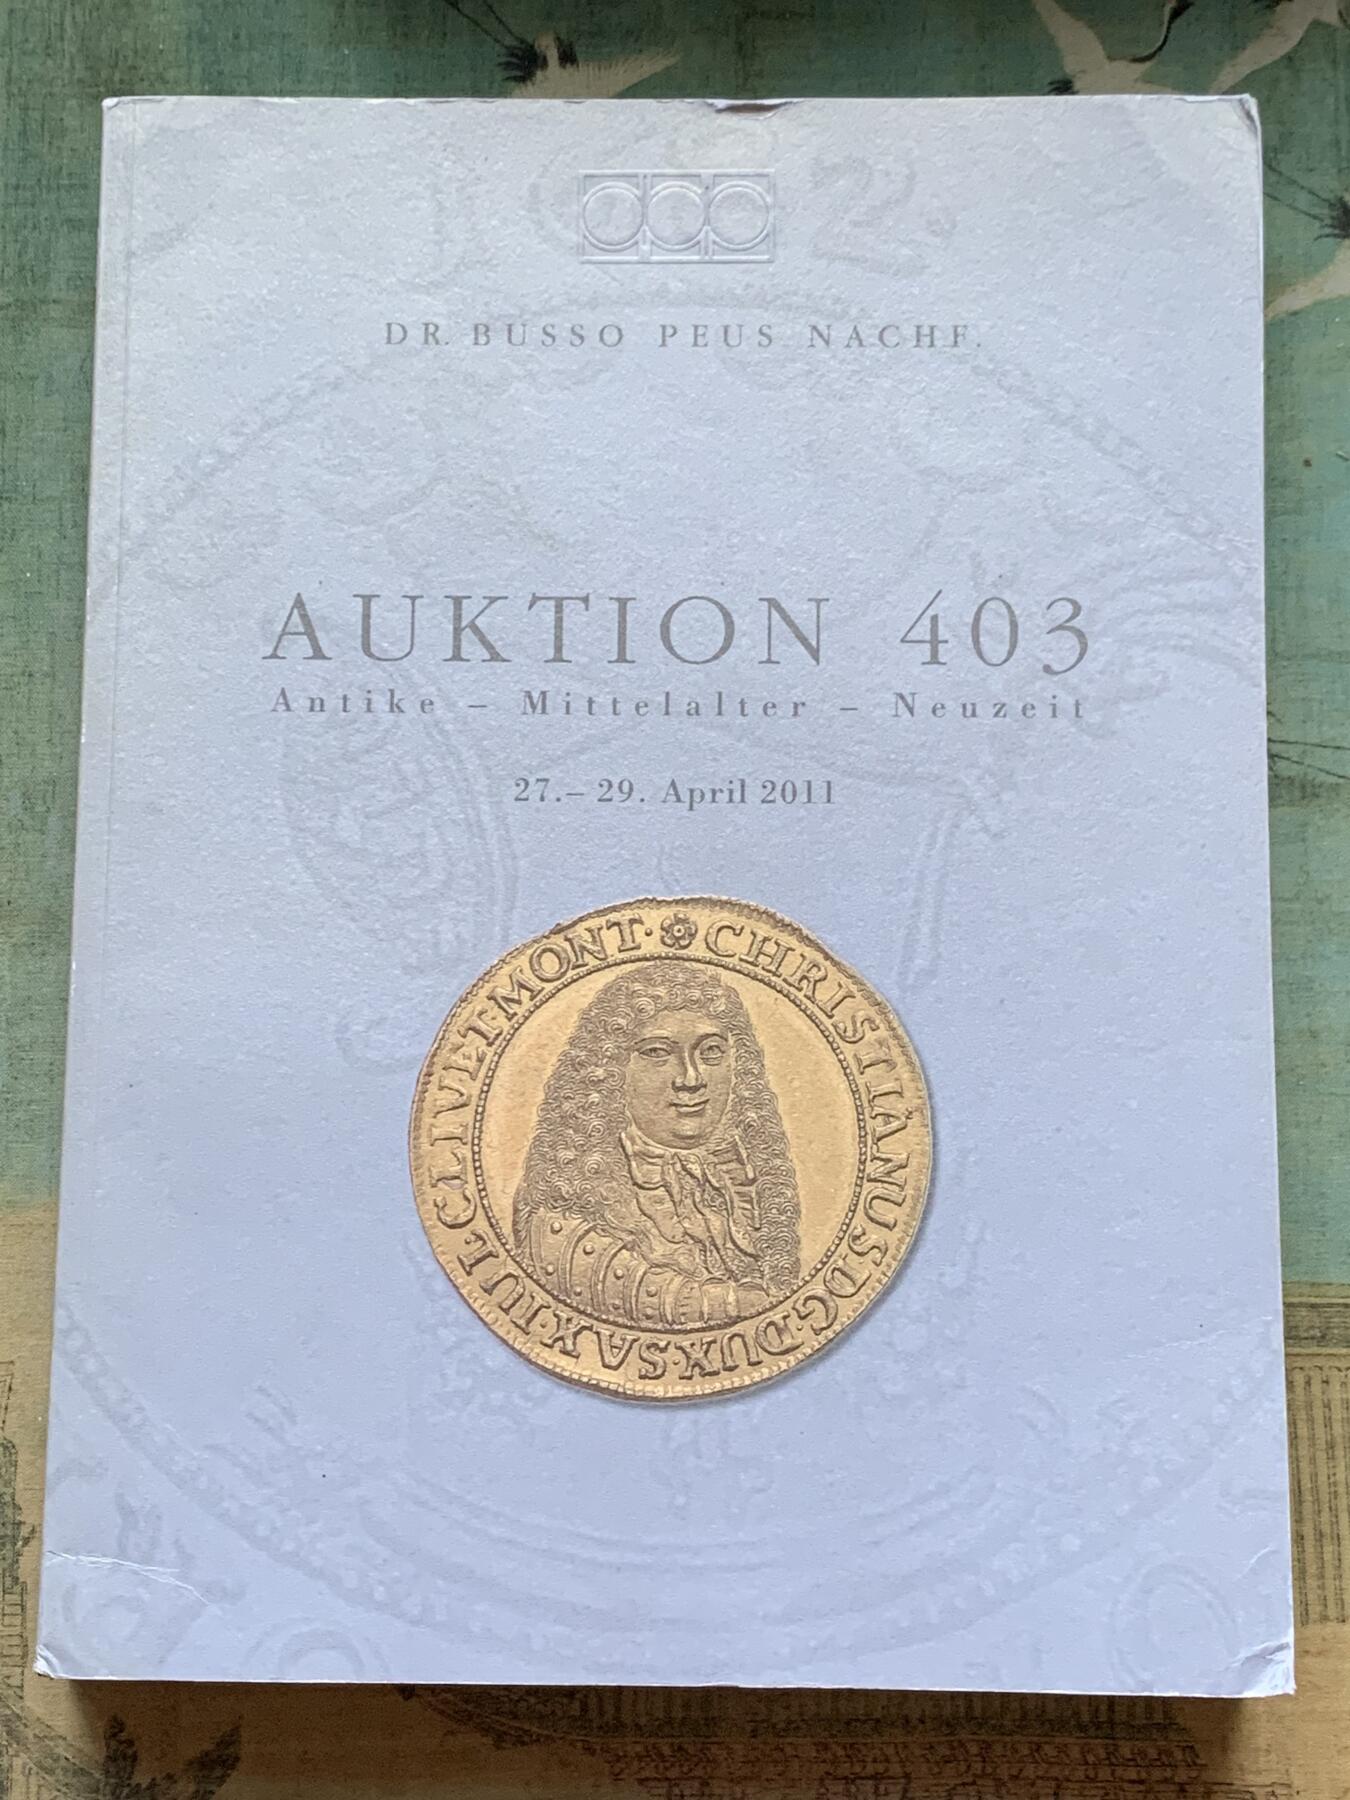 DR. BUSSO PEUS NACHF.
AUKTION 403
Antike – Mittelalter – Neuzeit
27.– 29. April 2011
CHRISTIANUS·D·G·DUX·SAX·IUL·CLIV·ET·MONT·